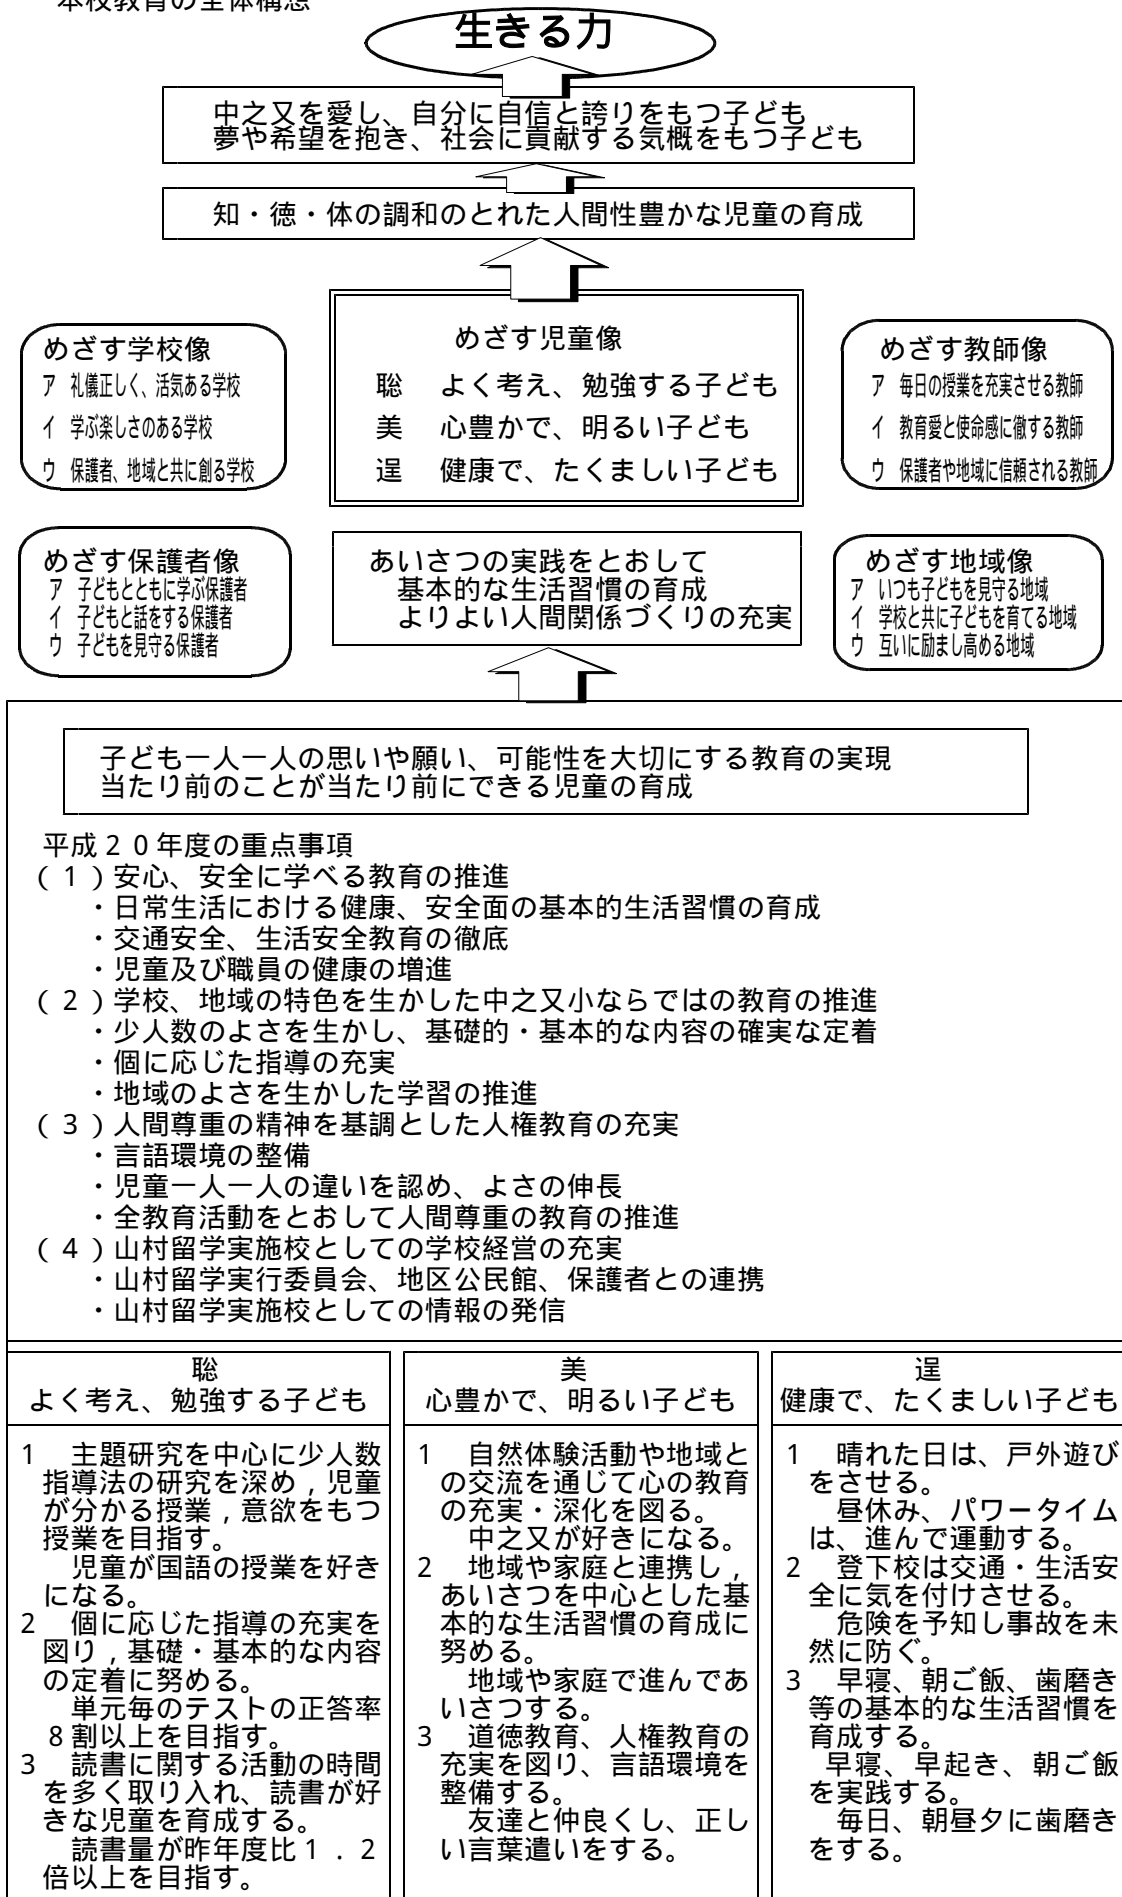 本校教育の全体構想
生きる力
中之又を愛し、自分に自信と誇りをもつ子ども
夢や希望を抱き、社会に貢献する気概をもつ子ども
知・徳・体の調和のとれた人間性豊かな児童の育成
めざす学校像
ア 礼儀正しく、活気ある学校
イ 学ぶ楽しさのある学校
ウ 保護者、地域と共に創る学校
めざす児童像
聡 よく考え、勉強する子ども
美 心豊かで、明るい子ども
逞 健康で、たくましい子ども
めざす教師像
ア 毎日の授業を充実させる教師
イ 教育愛と使命感に徹する教師
ウ 保護者や地域に信頼される教師
めざす保護者像
ア 子どもとともに学ぶ保護者
イ 子どもと話をする保護者
ウ 子どもを見守る保護者
あいさつの実践をとおして
基本的な生活習慣の育成
よりよい人間関係づくりの充実
めざす地域像
ア いつも子どもを見守る地域
イ 学校と共に子どもを育てる地域
ウ 互いに励まし高める地域
子ども一人一人の思いや願い、可能性を大切にする教育の実現
当たり前のことが当たり前にできる児童の育成
平成20年度の重点事項
(1)安心、安全に学べる教育の推進
・日常生活における健康、安全面の基本的生活習慣の育成
・交通安全、生活安全教育の徹底
・児童及び職員の健康の増進
(2)学校、地域の特色を生かした中之又小ならではの教育の推進
・少人数のよさを生かし、基礎的・基本的な内容の確実な定着
・個に応じた指導の充実
・地域のよさを生かした学習の推進
(3)人間尊重の精神を基調とした人権教育の充実
・言語環境の整備
・児童一人一人の違いを認め、よさの伸長
・全教育活動をとおして人間尊重の教育の推進
(4)山村留学実施校としての学校経営の充実
・山村留学実行委員会、地区公民館、保護者との連携
・山村留学実施校としての情報の発信
聡
よく考え、勉強する子ども
1 主題研究を中心に少人数
指導法の研究を深め,児童
が分かる授業,意欲をもつ
授業を目指す。
児童が国語の授業を好き
になる。
2 個に応じた指導の充実を
図り,基礎・基本的な内容
の定着に努める。
単元毎のテストの正答率
8割以上を目指す。
3 読書に関する活動の時間
を多く取り入れ、読書が好
きな児童を育成する。
読書量が昨年度比1.2
倍以上を目指す。
美
心豊かで、明るい子ども
1 自然体験活動や地域と
の交流を通じて心の教育
の充実・深化を図る。
中之又が好きになる。
2 地域や家庭と連携し,
あいさつを中心とした基
本的な生活習慣の育成に
努める。
地域や家庭で進んであ
いさつする。
3 道徳教育、人権教育の
充実を図り、言語環境を
整備する。
友達と仲良くし、正し
い言葉遣いをする。
逞
健康で、たくましい子ども
1 晴れた日は、戸外遊び
をさせる。
昼休み、パワータイム
は、進んで運動する。
2 登下校は交通・生活安
全に気を付けさせる。
危険を予知し事故を未
然に防ぐ。
3 早寝、朝ご飯、歯磨き
等の基本的な生活習慣を
育成する。
早寝、早起き、朝ご飯
を実践する。
毎日、朝昼夕に歯磨き
をする。